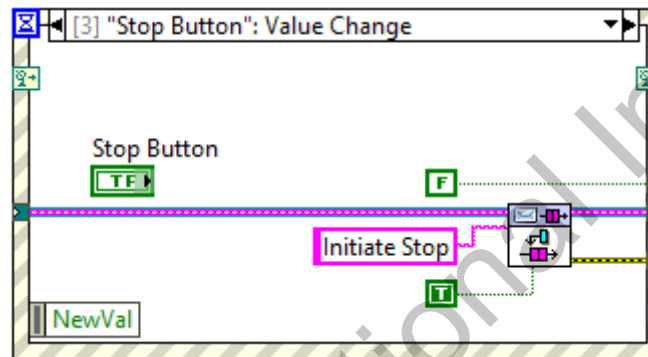 [3] "Stop Button": Value Change
Stop Button
TF
F
Initiate Stop
T
NewVal